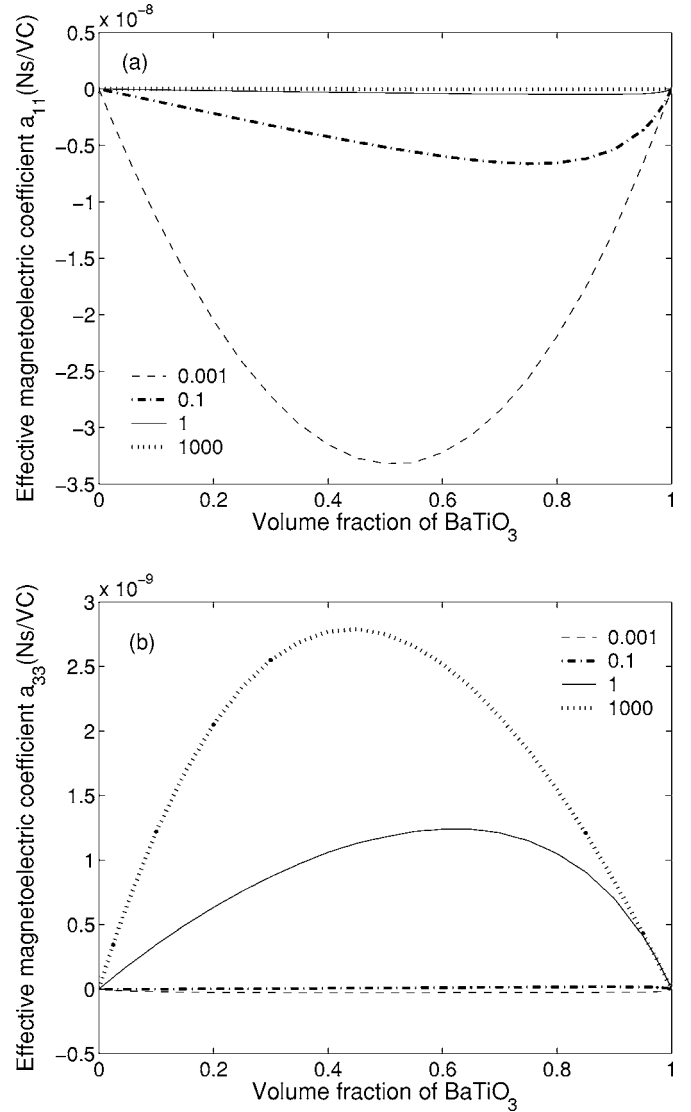 x 10⁻⁸
0.5
(a)
0
−0.5
−1
−1.5
−2
−2.5
−3
−3.5
Effective magnetoelectric coefficient a₁₁(Ns/VC)
0.001
0.1
1
1000
0 0.2 0.4 0.6 0.8 1
Volume fraction of BaTiO₃
x 10⁻⁹
3
(b)
2.5
2
1.5
1
0.5
0
−0.5
Effective magnetoelectric coefficient a₃₃(Ns/VC)
0.001
0.1
1
1000
0 0.2 0.4 0.6 0.8 1
Volume fraction of BaTiO₃